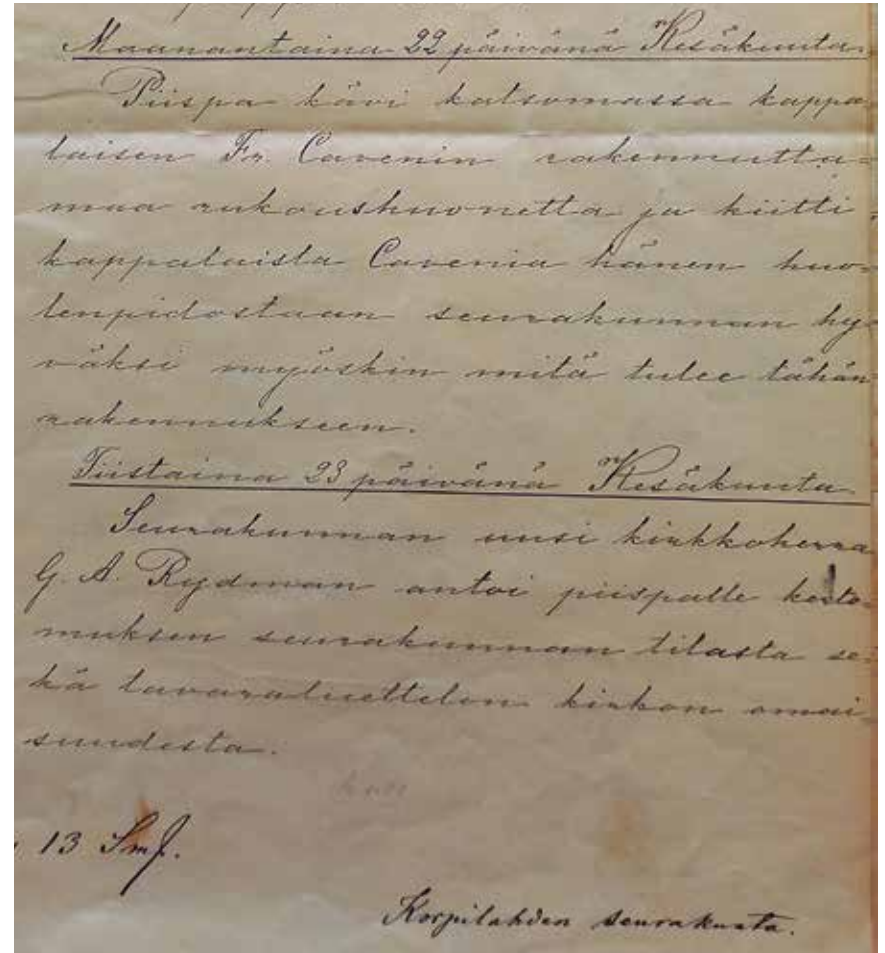 Maanantaina 22 päivänä Kesäkuuta.
Piispa kävi katsomassa kappa-
laisen Fr. Cavenin rakennutta-
maa rukoushuonetta ja kiitti
kappalaista Cavenia hänen huo-
lenpidostaan seurakunnan hy-
väksi myöskin mitä tulee tähän
rakennukseen.
Tiistaina 23 päivänä Kesäkuuta.
Seurakunnan uusi kirkkoherra
G. A. Rydman antoi piispalle kerto-
muksen seurakunnan tilasta se-
kä tavaraluettelon kirkon omai
suudesta.
13 Smf.
Korpilahden seurakunta.